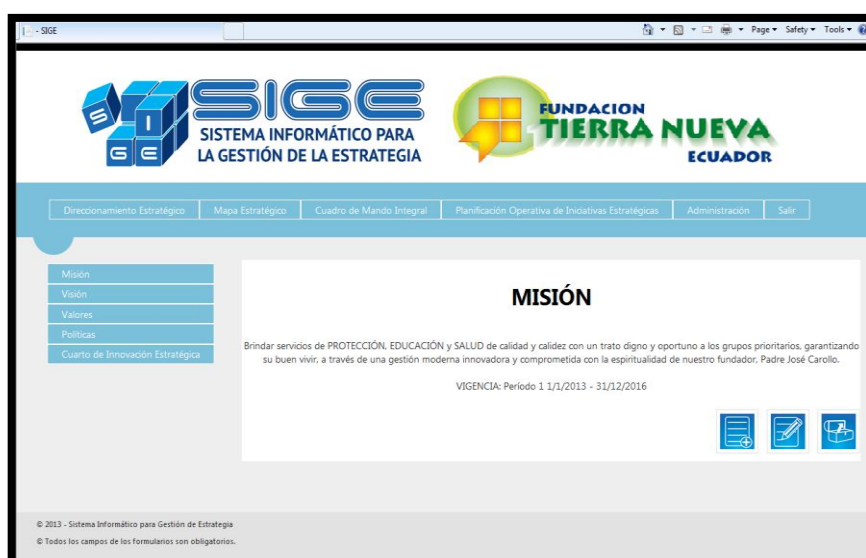 - SIGE
Page
Safety
Tools
S
I
G
E
SIGE
SISTEMA INFORMÁTICO PARA
LA GESTIÓN DE LA ESTRATEGIA
FUNDACION
TIERRA NUEVA
ECUADOR
Direccionamiento Estratégico
Mapa Estratégico
Cuadro de Mando Integral
Planificación Operativa de Iniciativas Estratégicas
Administración
Salir
Misión
Visión
Valores
Políticas
Cuarto de Innovación Estratégica
MISIÓN
Brindar servicios de PROTECCIÓN, EDUCACIÓN y SALUD de calidad y calidez con un trato digno y oportuno a los grupos prioritarios, garantizando
su buen vivir, a través de una gestión moderna innovadora y comprometida con la espiritualidad de nuestro fundador, Padre José Carollo.
VIGENCIA: Periodo 1 1/1/2013 - 31/12/2016
© 2013 - Sistema Informático para Gestión de Estrategia
© Todos los campos de los formularios son obligatorios.